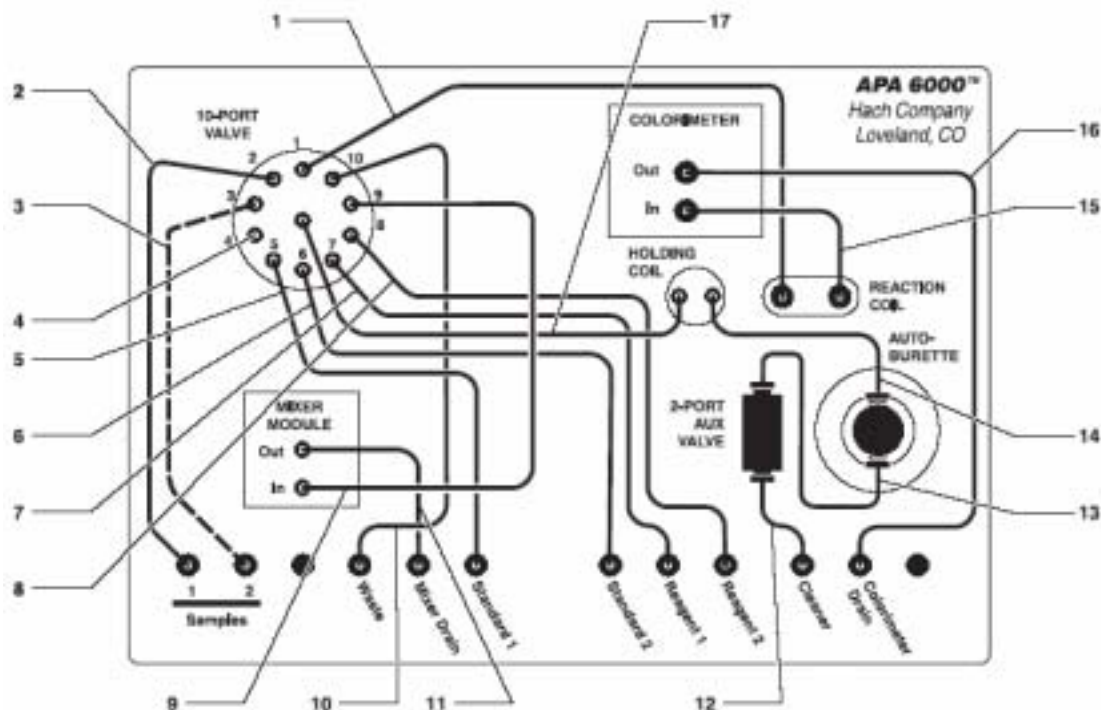 1
17
2
3
4
5
6
7
8
9
10
11
12
13
14
15
16
APA 6000™
Hach Company
Loveland, CO
10-PORT
VALVE
1
2
3
4
5
6
7
8
9
10
COLORIMETER
Out
In
HOLDING
COIL
REACTION
COIL
AUTO-
BURETTE
2-PORT
AUX
VALVE
MIXER
MODULE
Out
In
1
2
Samples
Waste
Mixer Drain
Standard 1
Standard 2
Reagent 1
Reagent 2
Cleaner
Colorimeter
Drain